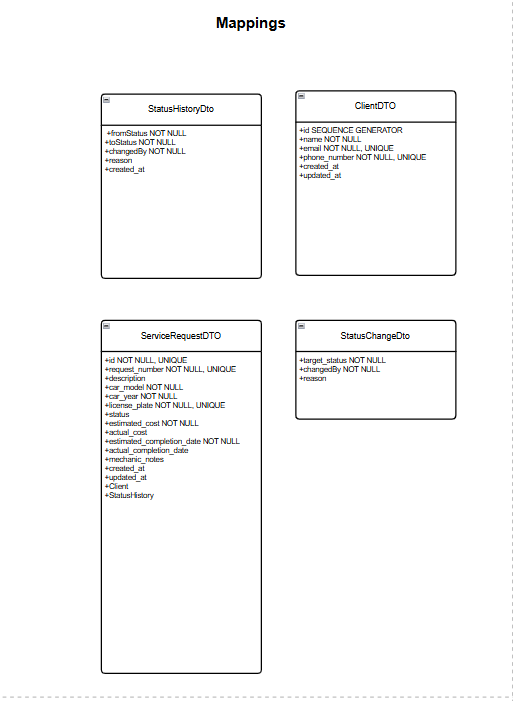 Mappings
StatusHistoryDto
+fromStatus NOT NULL
+toStatus NOT NULL
+changedBy NOT NULL
+reason
+created_at
ClientDTO
+id SEQUENCE GENERATOR
+name NOT NULL
+email NOT NULL, UNIQUE
+phone_number NOT NULL, UNIQUE
+created_at
+updated_at
ServiceRequestDTO
+id NOT NULL, UNIQUE
+request_number NOT NULL, UNIQUE
+description
+car_model NOT NULL
+car_year NOT NULL
+license_plate NOT NULL, UNIQUE
+status
+estimated_cost NOT NULL
+actual_cost
+estimated_completion_date NOT NULL
+actual_completion_date
+mechanic_notes
+created_at
+updated_at
+Client
+StatusHistory
StatusChangeDto
+target_status NOT NULL
+changedBy NOT NULL
+reason